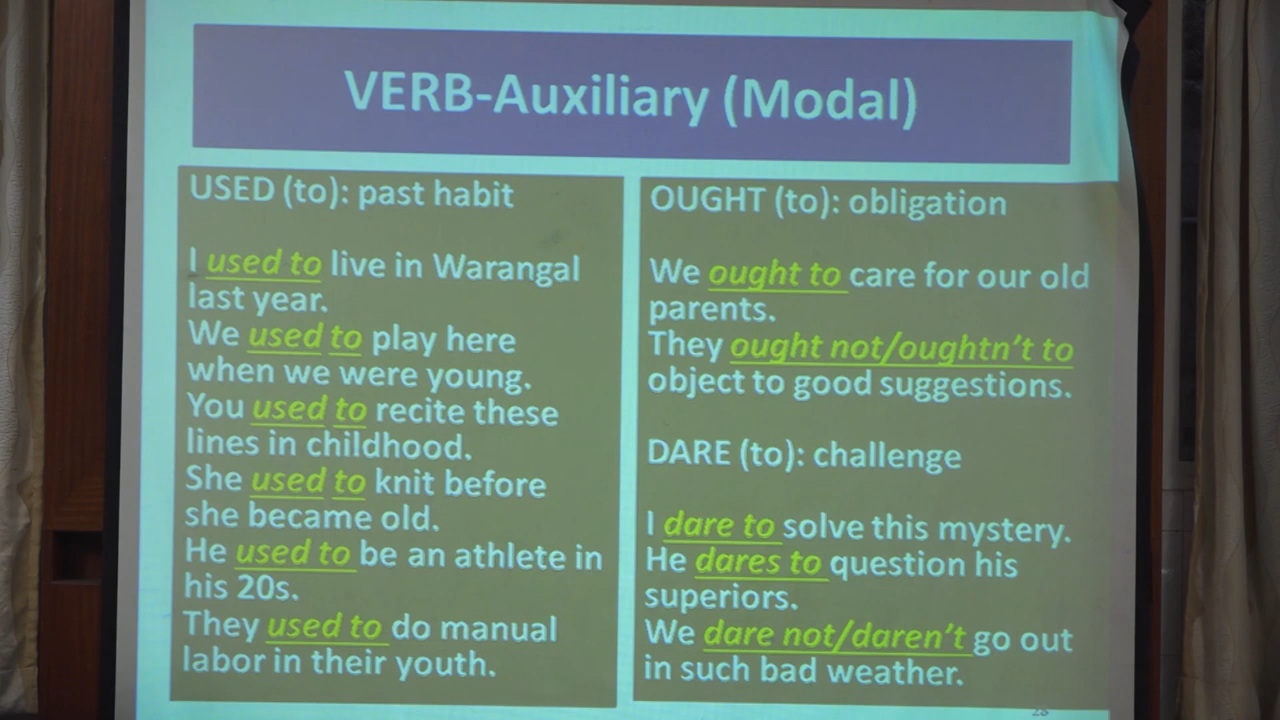 VERB-Auxiliary (Modal)
USED (to): past habit
I used to live in Warangal
last year.
We used to play here
when we were young.
You used to recite these
lines in childhood.
She used to knit before
she became old.
He used to be an athlete in
his 20s.
They used to do manual
labor in their youth.
OUGHT (to): obligation
We ought to care for our old
parents.
They ought not/oughtn't to
object to good suggestions.
DARE (to): challenge
I dare to solve this mystery.
He dares to question his
superiors.
We dare not/daren't go out
in such bad weather.